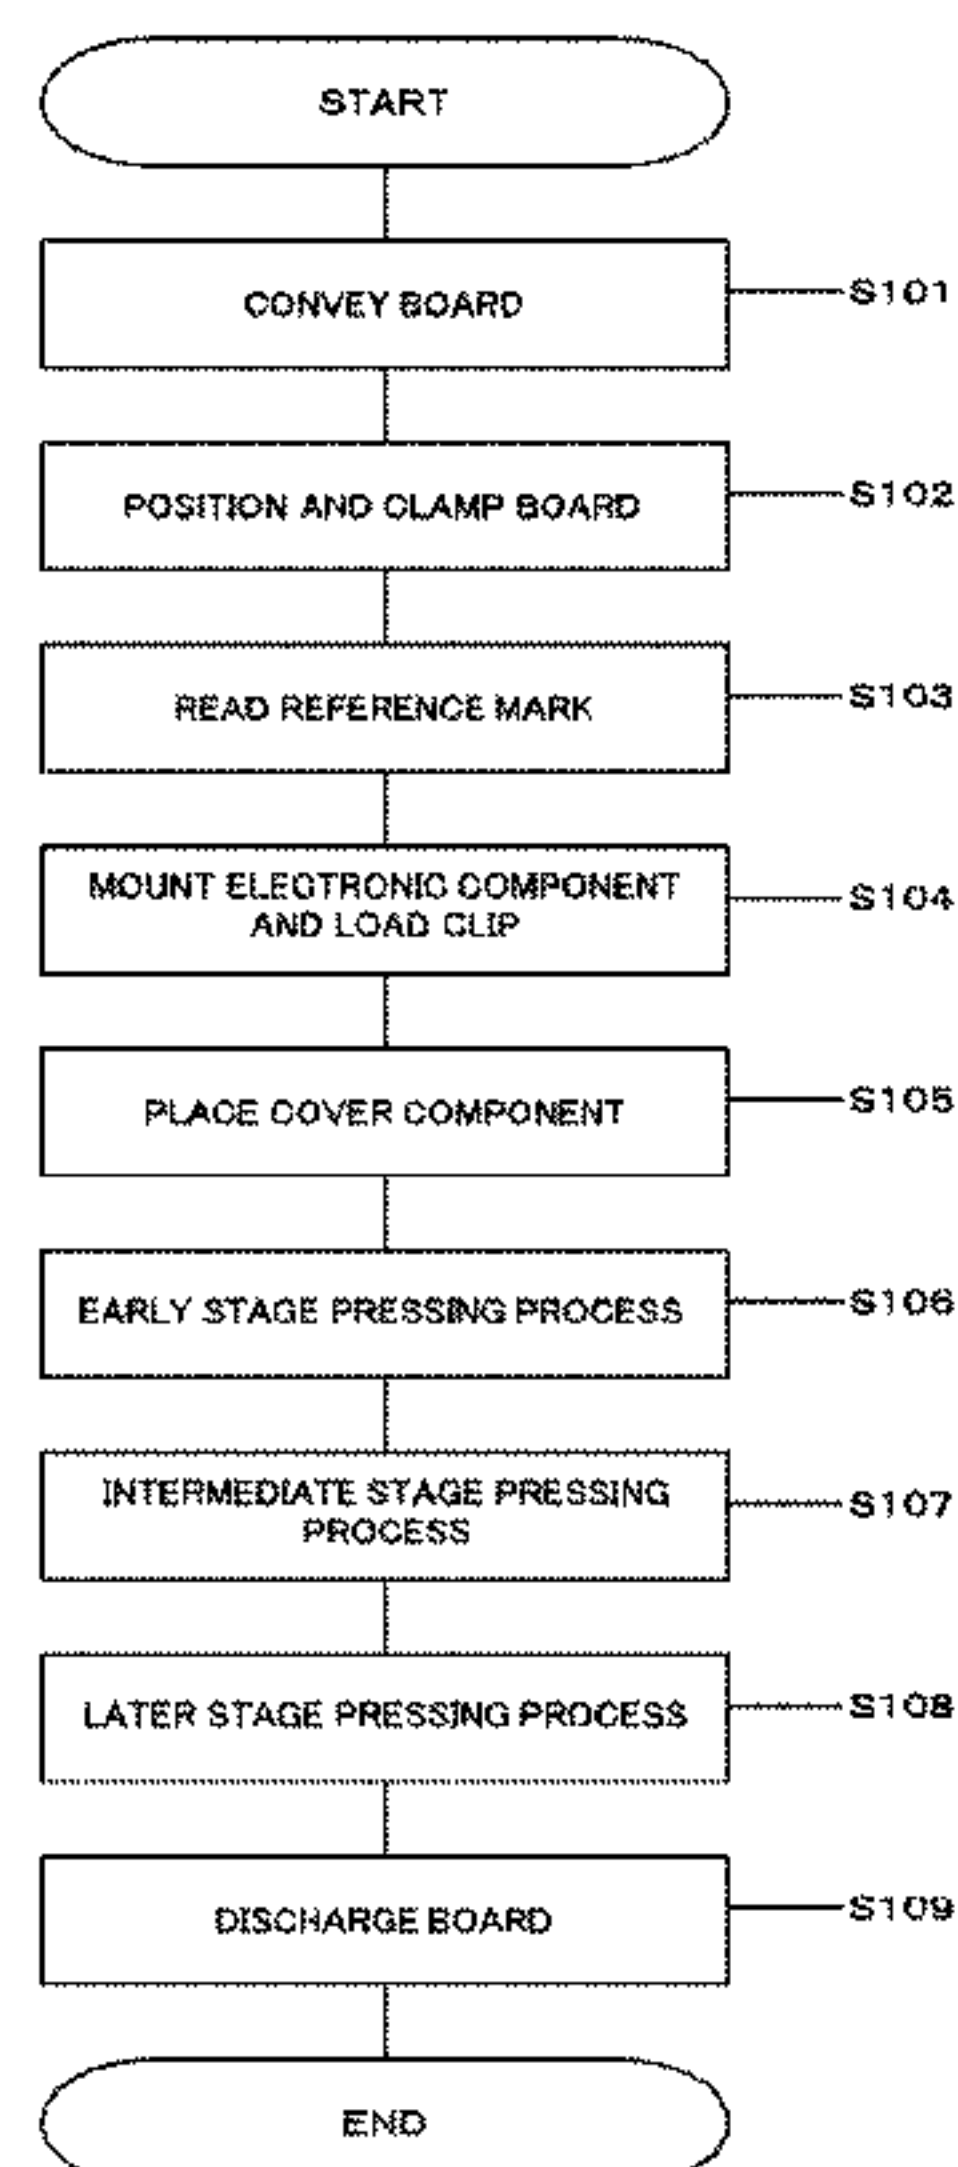 START
CONVEY BOARD
S101
POSITION AND CLAMP BOARD
S102
READ REFERENCE MARK
S103
MOUNT ELECTRONIC COMPONENT
AND LOAD CLIP
S104
PLACE COVER COMPONENT
S105
EARLY STAGE PRESSING PROCESS
S106
INTERMEDIATE STAGE PRESSING
PROCESS
S107
LATER STAGE PRESSING PROCESS
S108
DISCHARGE BOARD
S109
END